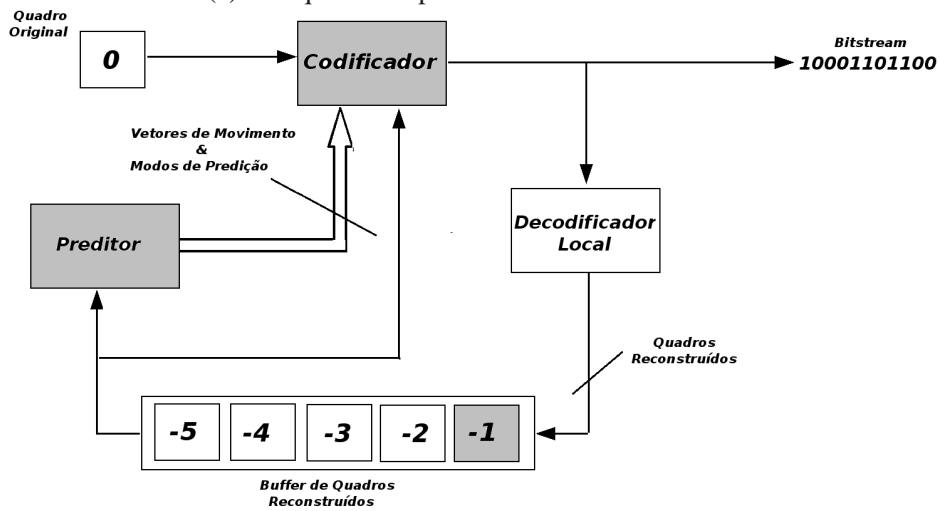 Quadro
Original
0
Codificador
Bitstream
10001101100
Vetores de Movimento
&
Modos de Predição
Preditor
Decodificador
Local
Quadros
Reconstruídos
-5 -4 -3 -2 -1
Buffer de Quadros
Reconstruídos